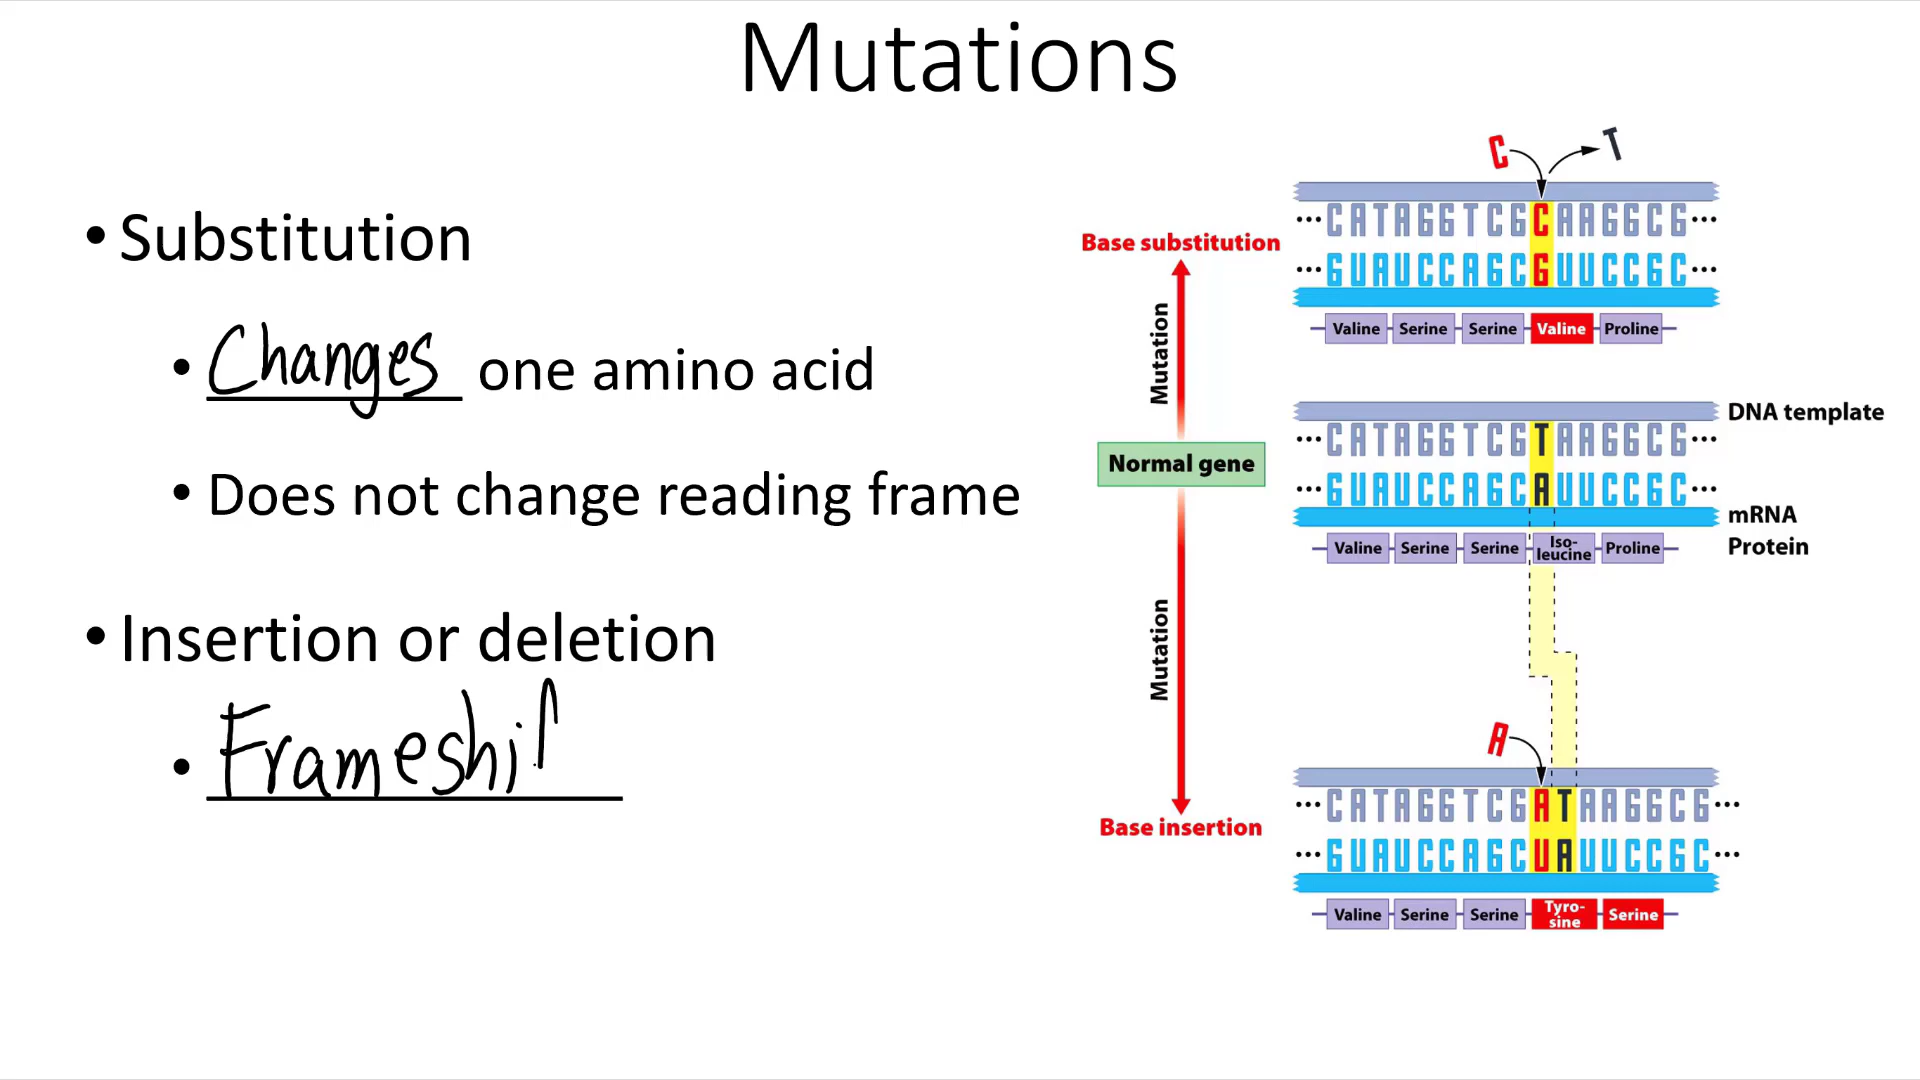 Mutations
• Substitution
• Changes one amino acid
• Does not change reading frame
• Insertion or deletion
• Frameshif
C T
Base substitution
···CATAGGTCGCAAGGCG···
···GUAUCCAGCGUUCCGC···
Valine Serine Serine Valine Proline
Mutation
Normal gene
DNA template
···CATAGGTCGTAAGGCG···
···GUAUCCAGCAUUCCGC···
mRNA
Protein
Valine Serine Serine Iso-
leucine Proline
Mutation
A
Base insertion
···CATAGGTCGATAAGGCG···
···GUAUCCAGCUAUUCCGC···
Valine Serine Serine Tyro-
sine Serine